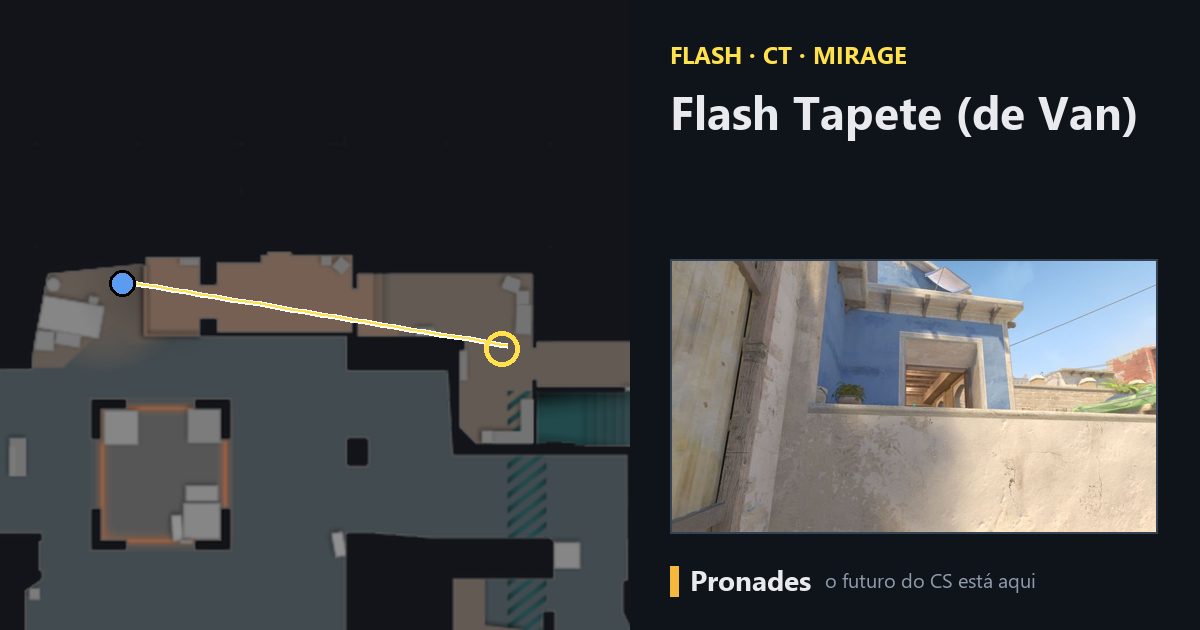 FLASH · CT · MIRAGE
Flash Tapete (de Van)
Pronades o futuro do CS está aqui